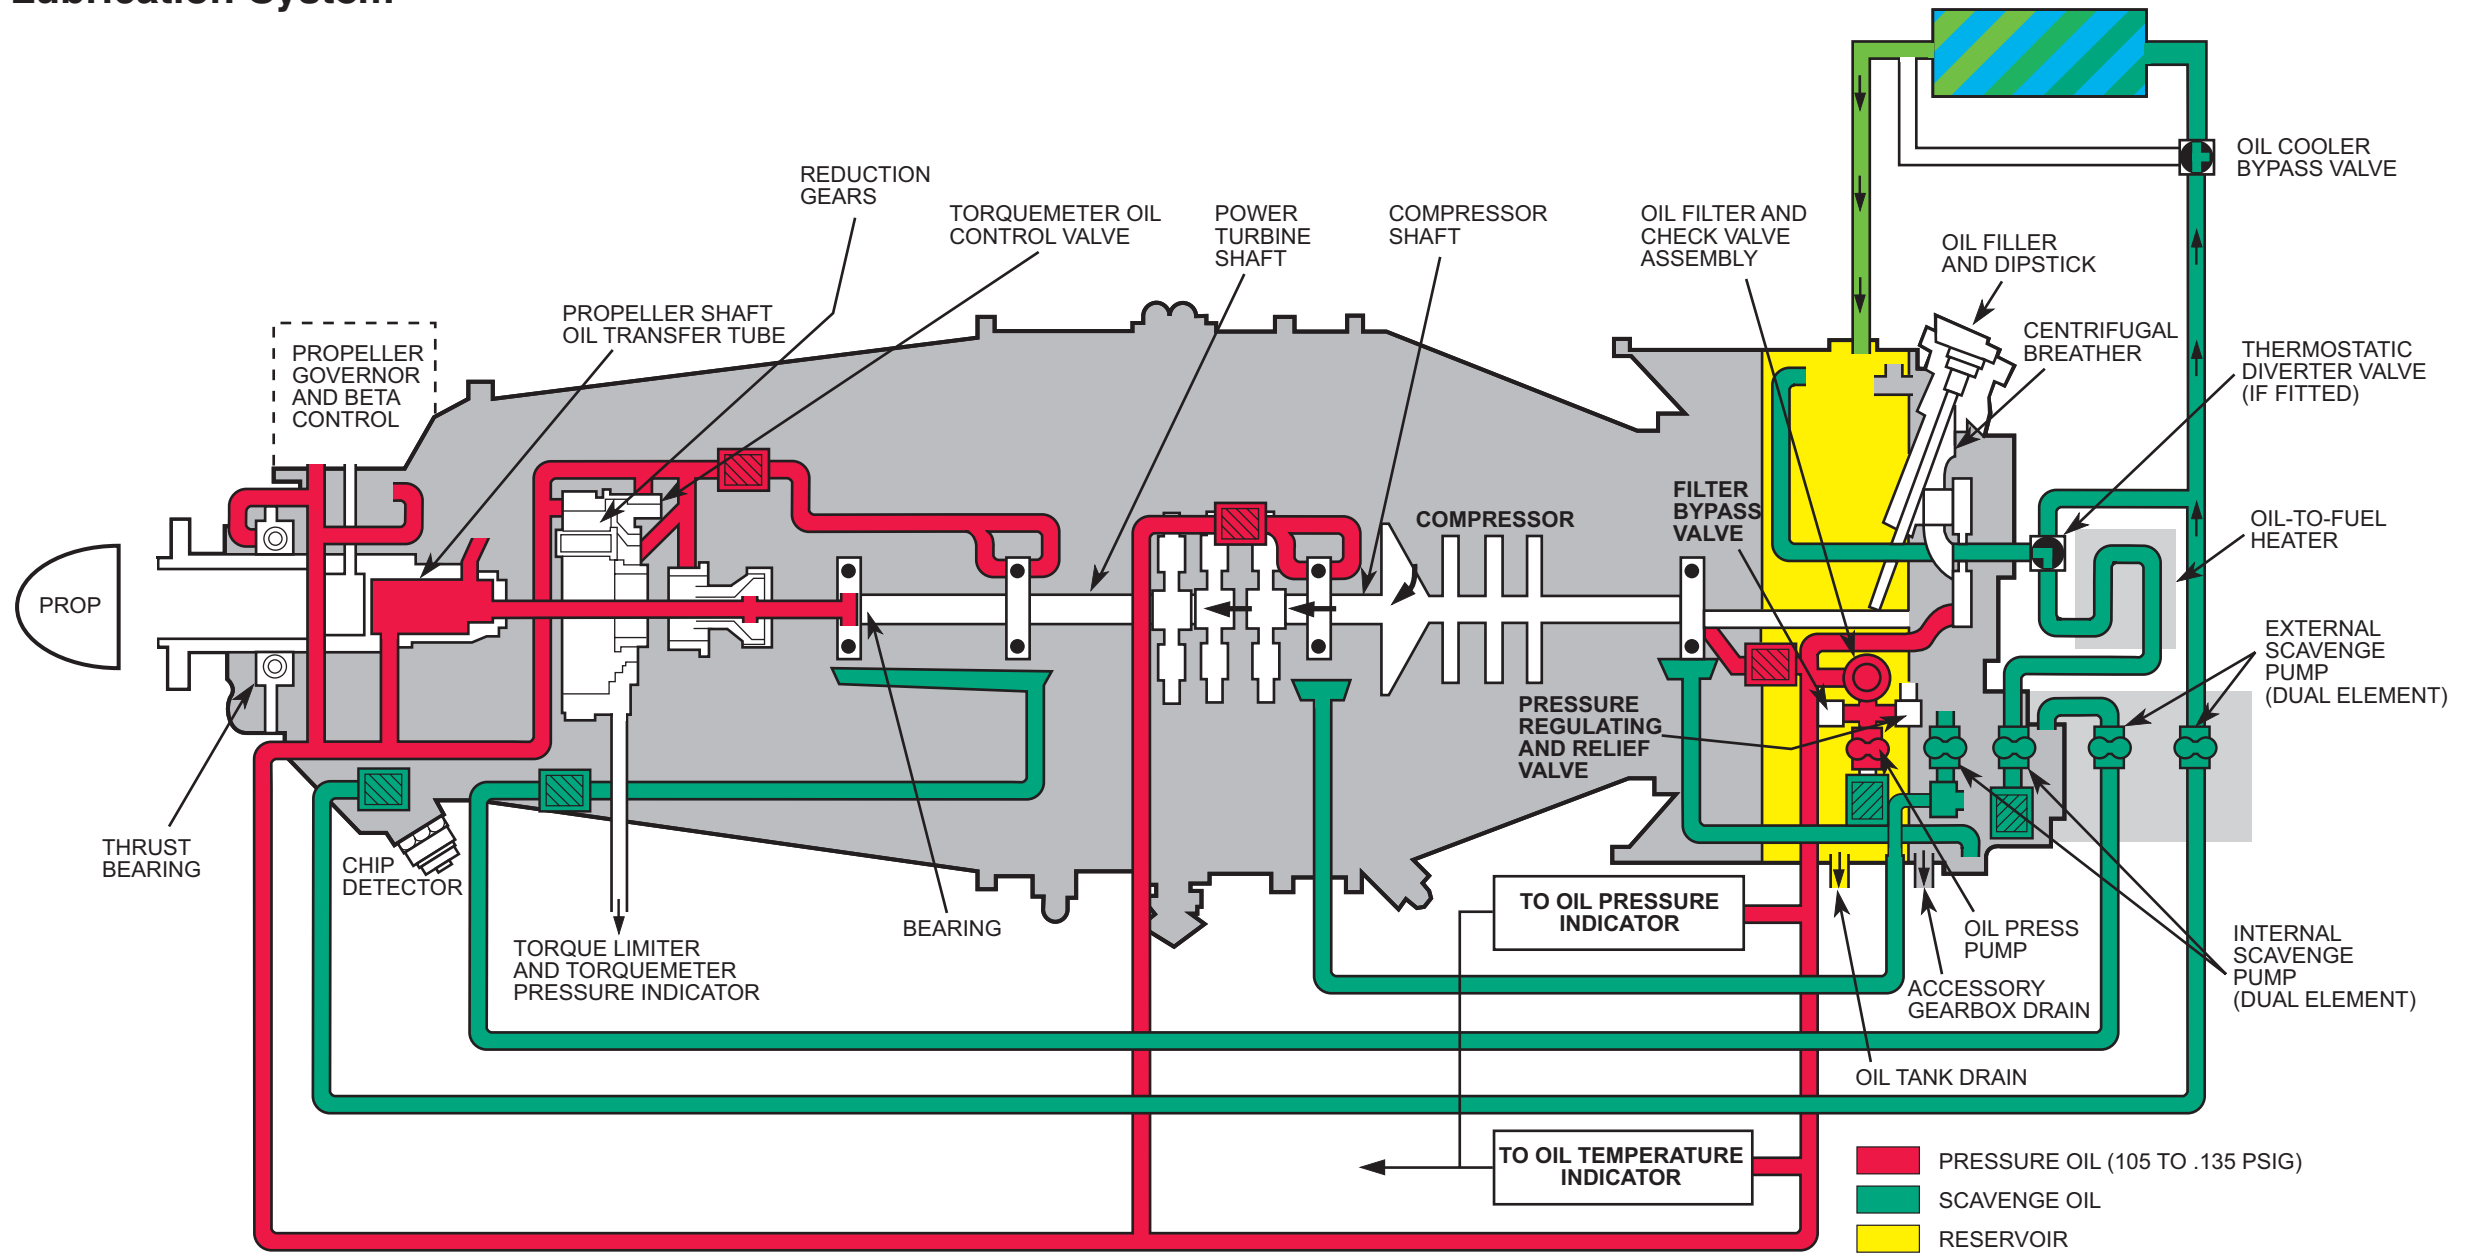 Lubrication System
OIL COOLER
BYPASS VALVE
REDUCTION
GEARS
TORQUEMETER OIL
CONTROL VALVE
POWER
TURBINE
SHAFT
COMPRESSOR
SHAFT
OIL FILTER AND
CHECK VALVE
ASSEMBLY
OIL FILLER
AND DIPSTICK
PROPELLER SHAFT
OIL TRANSFER TUBE
CENTRIFUGAL
BREATHER
THERMOSTATIC
DIVERTER VALVE
(IF FITTED)
PROPELLER
GOVERNOR
AND BETA
CONTROL
FILTER
BYPASS
VALVE
COMPRESSOR
OIL-TO-FUEL
HEATER
PROP
EXTERNAL
SCAVENGE
PUMP
(DUAL ELEMENT)
PRESSURE
REGULATING
AND RELIEF
VALVE
THRUST
BEARING
CHIP
DETECTOR
BEARING
TORQUE LIMITER
AND TORQUEMETER
PRESSURE INDICATOR
TO OIL PRESSURE
INDICATOR
OIL PRESS
PUMP
INTERNAL
SCAVENGE
PUMP
(DUAL ELEMENT)
ACCESSORY
GEARBOX DRAIN
OIL TANK DRAIN
TO OIL TEMPERATURE
INDICATOR
PRESSURE OIL (105 TO .135 PSIG)
SCAVENGE OIL
RESERVOIR